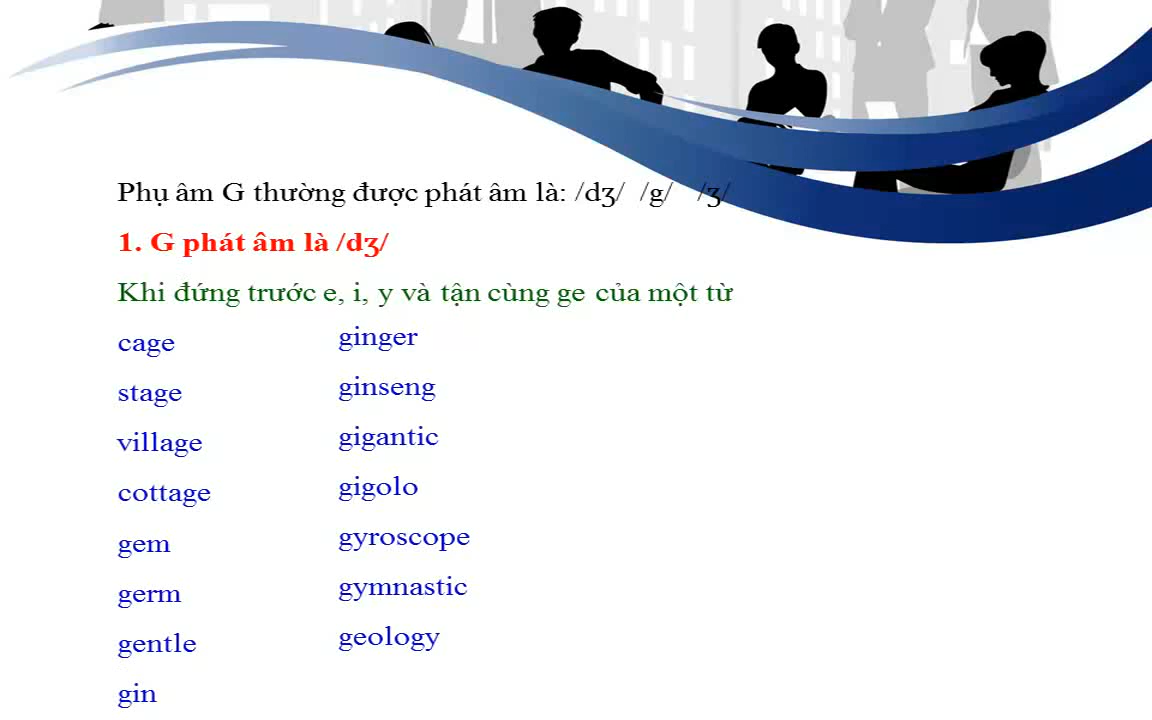 Phụ âm G thường được phát âm là: /dʒ/ /g/ /ʒ/
1. G phát âm là /dʒ/
Khi đứng trước e, i, y và tận cùng ge của một từ
cage
stage
village
cottage
gem
germ
gentle
gin
ginger
ginseng
gigantic
gigolo
gyroscope
gymnastic
geology